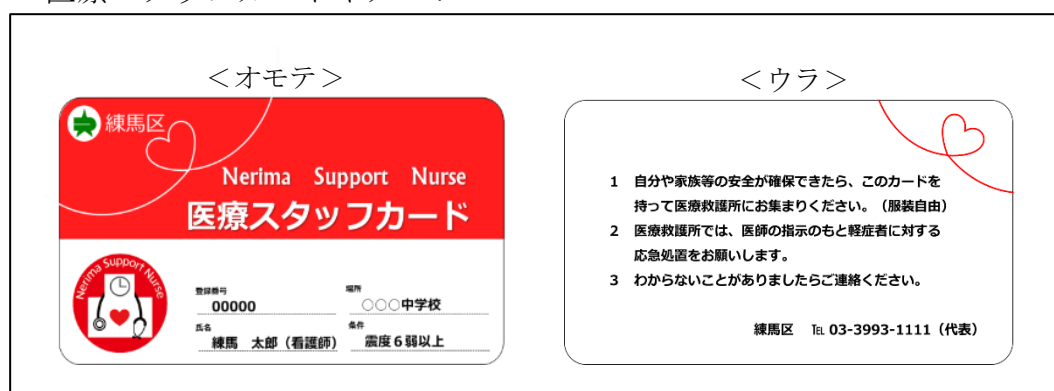 ＜オモテ＞
練馬区
Nerima Support Nurse
医療スタッフカード
Nerima Support Nurse
登録番号
00000
場所
○○○中学校
氏名
練馬 太郎（看護師）
条件
震度６弱以上
＜ウラ＞
1 自分や家族等の安全が確保できたら、このカードを
持って医療救護所にお集まりください。（服装自由）
2 医療救護所では、医師の指示のもと軽症者に対する
応急処置をお願いします。
3 わからないことがありましたらご連絡ください。
練馬区 ℡ 03-3993-1111（代表）